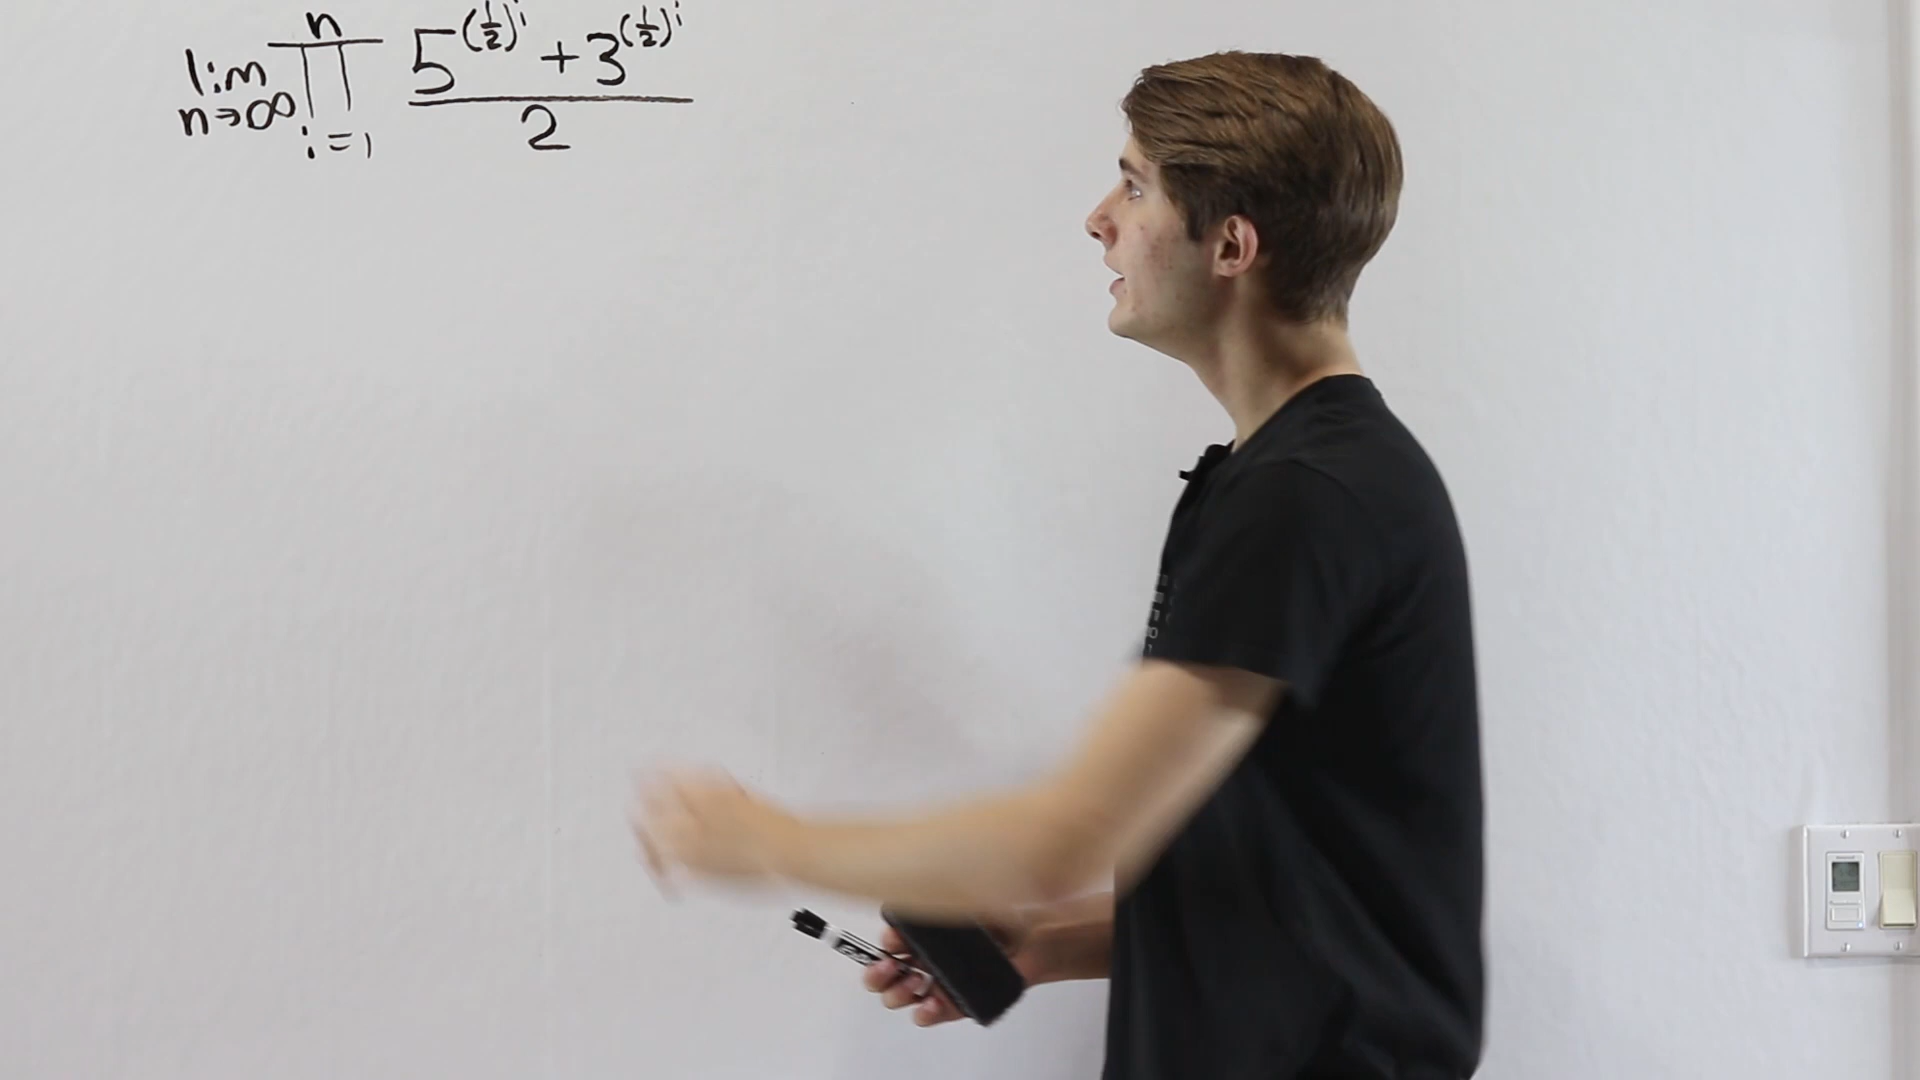 lim n→∞ ∏ n i=1 (5^(1/2)^i + 3^(1/2)^i) / 2